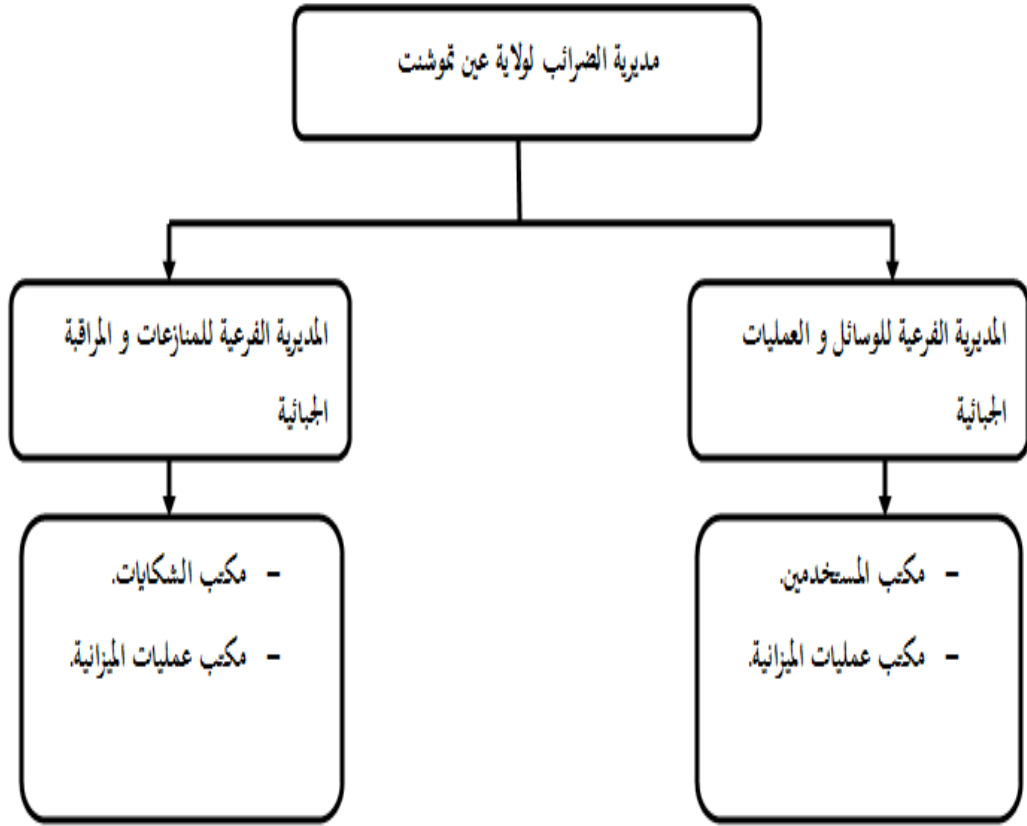 مديرية الضرائب لولاية عين تموشنت
المديرية الفرعية للوسائل و العمليات
الجبائية
المديرية الفرعية للمنازعات و المراقبة
الجبائية
- مكتب المستخدمين.
- مكتب عمليات الميزانية.
- مكتب الشكايات.
- مكتب عمليات الميزانية.